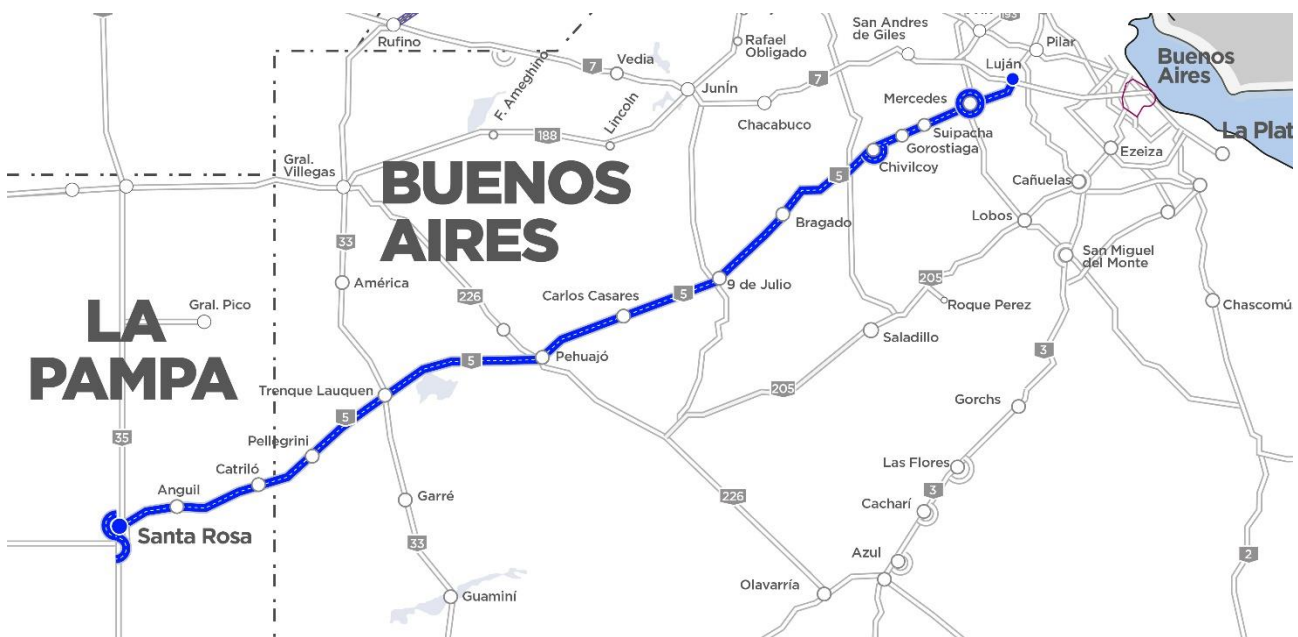 5
193
Rufino
San Andres
de Giles
Rafael
Obligado
Pilar
Vedia
7
Luján
Buenos
Aires
F. Ameghino
JunÍn
7
Mercedes
Lincoln
Chacabuco
Suipacha
La Plat
188
Gorostiaga
Ezeiza
Gral.
Villegas
Chivilcoy
BUENOS
AIRES
5
Cañuelas
Bragado
Lobos
33
San Miguel
del Monte
América
205
9 de Julio
226
Carlos Casares
5
Gral. Pico
Roque Perez
Chascomú
LA
PAMPA
Saladillo
Pehuajó
5
3
Trenque Lauquen
205
Gorchs
5
35
Pellegrini
Catriló
Las Flores
Anguil
Garré
226
3
Cacharí
Santa Rosa
33
Azul
2
Olavarría
Guaminí